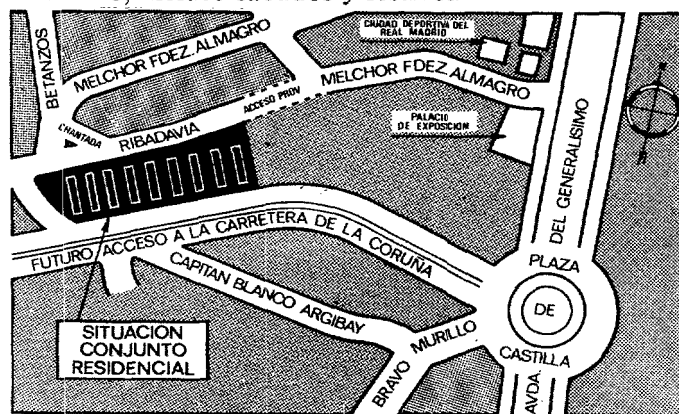 CIUDAD DEPORTIVA DEL
REAL MADRID
BETANZOS
MELCHOR FDEZ. ALMAGRO
MELCHOR FDEZ. ALMAGRO
ACCESO PROV.
CHANTADA
RIBADAVIA
PALACIO
DE EXPOSICION
DEL GENERALISIMO
FUTURO ACCESO A LA CARRETERA DE LA CORUÑA
PLAZA
DE
CASTILLA
CAPITAN BLANCO ARGIBAY
SITUACION
CONJUNTO
RESIDENCIAL
BRAVO
MURILLO
AVDA.